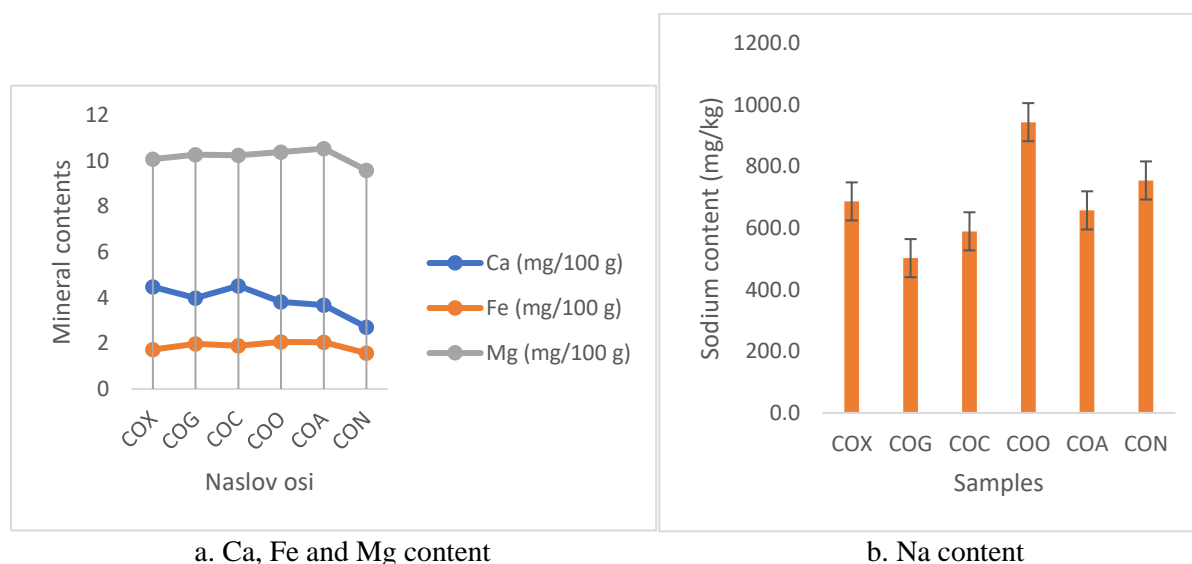 12
10
8
6
4
2
0
Mineral contents
COX
COG
COC
COO
COA
CON
Naslov osi
Ca (mg/100 g)
Fe (mg/100 g)
Mg (mg/100 g)
a. Ca, Fe and Mg content
1200.0
1000.0
800.0
600.0
400.0
200.0
0.0
Sodium content (mg/kg)
COX COG COC COO COA CON
Samples
b. Na content